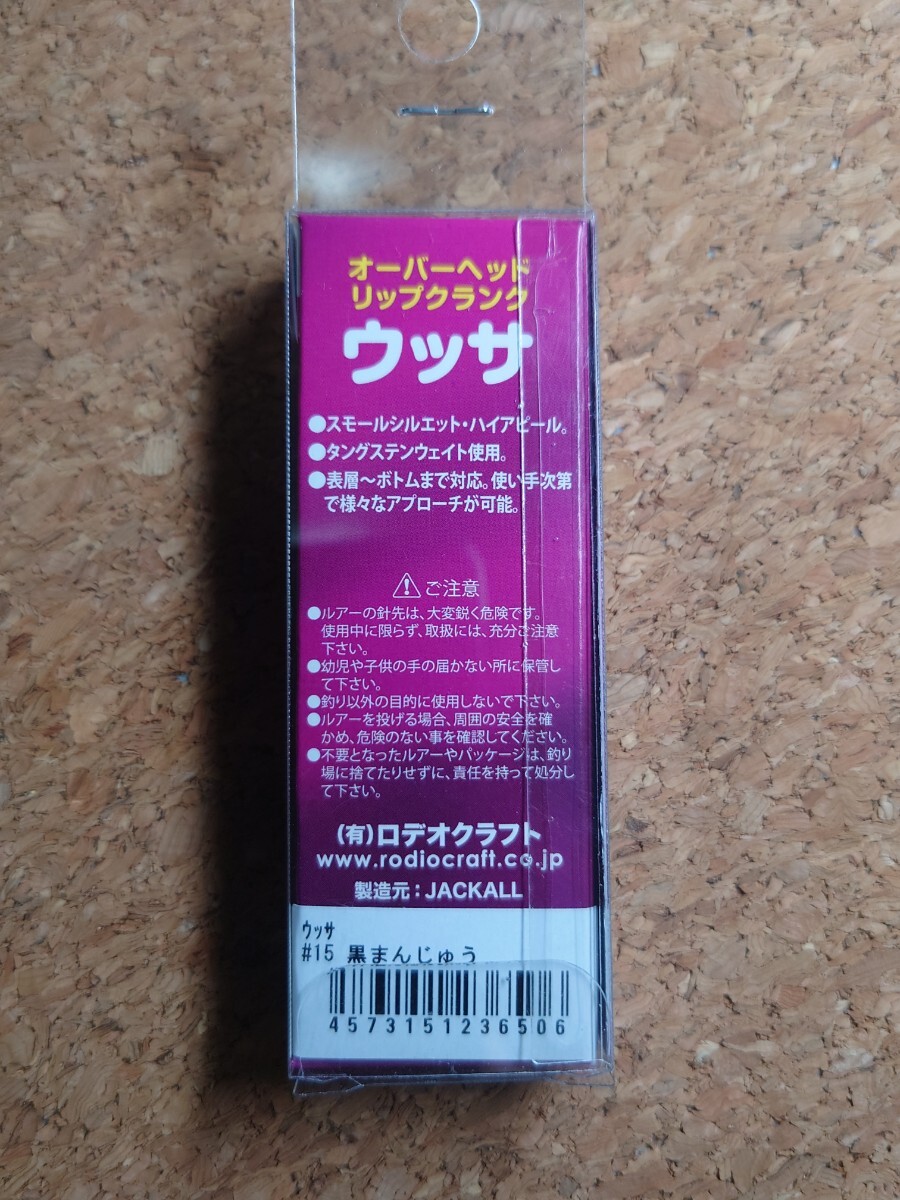 オーバーヘッド
リップクランク
ウッサ
●スモールシルエット・ハイアピール。
●タングステンウェイト使用。
●表層～ボトムまで対応。使い手次第
で様々なアプローチが可能。
⚠ご注意
●ルアーの針先は、大変鋭く危険です。
使用中に限らず、取扱には、充分ご注意
下さい。
●幼児や子供の手の届かない所に保管し
て下さい。
●釣り以外の目的に使用しないで下さい。
●ルアーを投げる場合、周囲の安全を確
かめ、危険のない事を確認してください。
●不要となったルアーやパッケージは、釣り
場に捨てたりせずに、責任を持って処分し
て下さい。
(有)ロデオクラフト
www.rodiocraft.co.jp
製造元：JACKALL
ウッサ
#15 黒まんじゅう
4573151236506